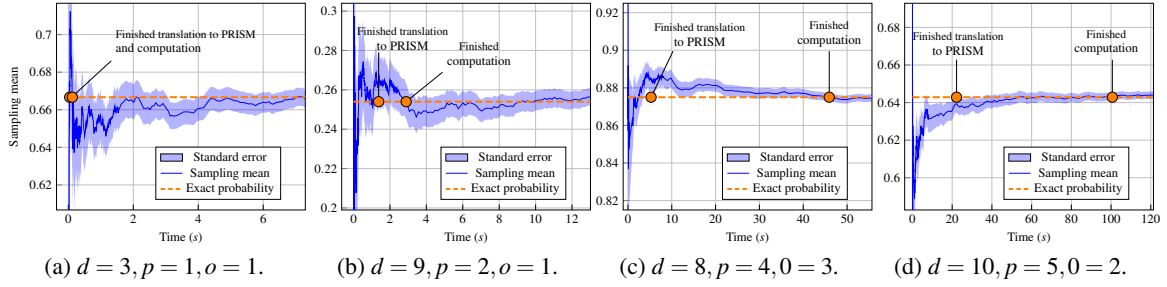 Sampling mean
0.7
0.68
0.66
0.64
0.62
Finished translation to PRISM
and computation
Standard error
Sampling mean
Exact probability
0 2 4 6
Time (s)
(a) d = 3, p = 1, o = 1.
0.3
0.28
0.26
0.24
0.22
0.2
Finished translation
to PRISM
Finished
computation
Standard error
Sampling mean
Exact probability
0 2 4 6 8 10 12
Time (s)
(b) d = 9, p = 2, o = 1.
0.92
0.9
0.88
0.86
0.84
0.82
Finished translation
to PRISM
Finished
computation
Standard error
Sampling mean
Exact probability
0 10 20 30 40 50
Time (s)
(c) d = 8, p = 4, 0 = 3.
0.68
0.66
0.64
0.62
0.6
Finished translation
to PRISM
Finished
computation
Standard error
Sampling mean
Exact probability
0 20 40 60 80 100 120
Time (s)
(d) d = 10, p = 5, 0 = 2.